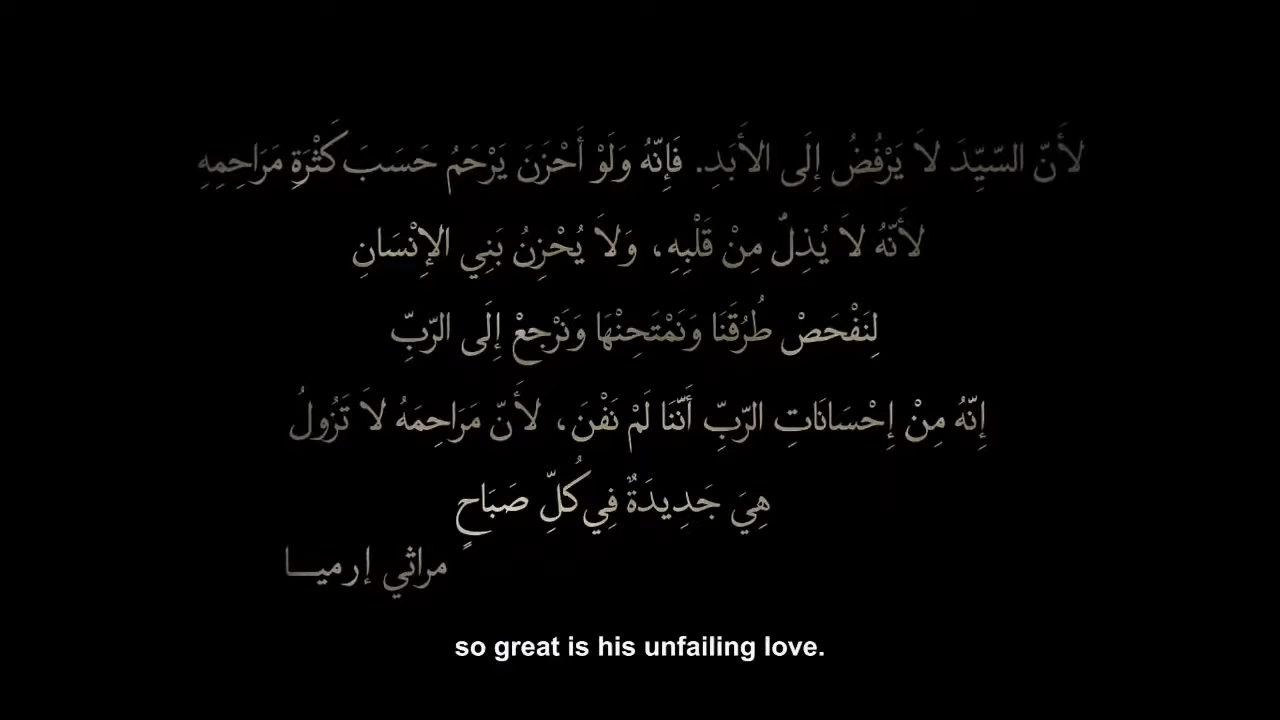 لأَنَّ السَّيِّدَ لاَ يَرْفُضُ إِلَى الأَبَدِ. فَإِنَّهُ وَلَوْ أَحْزَنَ يَرْحَمُ حَسَبَ كَثْرَةِ مَرَاحِمِهِ
لأَنَّهُ لاَ يُذِلُّ مِنْ قَلْبِهِ، وَلاَ يُحْزِنُ بَنِي الإِنْسَانِ
لِنَفْحَصْ طُرُقَنَا وَنَمْتَحِنْهَا وَنَرْجِعْ إِلَى الرَّبِّ
إِنَّهُ مِنْ إِحْسَانَاتِ الرَّبِّ أَنَّنَا لَمْ نَفْنَ، لأَنَّ مَرَاحِمَهُ لاَ تَزُولُ
هِيَ جَدِيدَةٌ فِي كُلِّ صَبَاحٍ
مراثي إرميـــا
so great is his unfailing love.